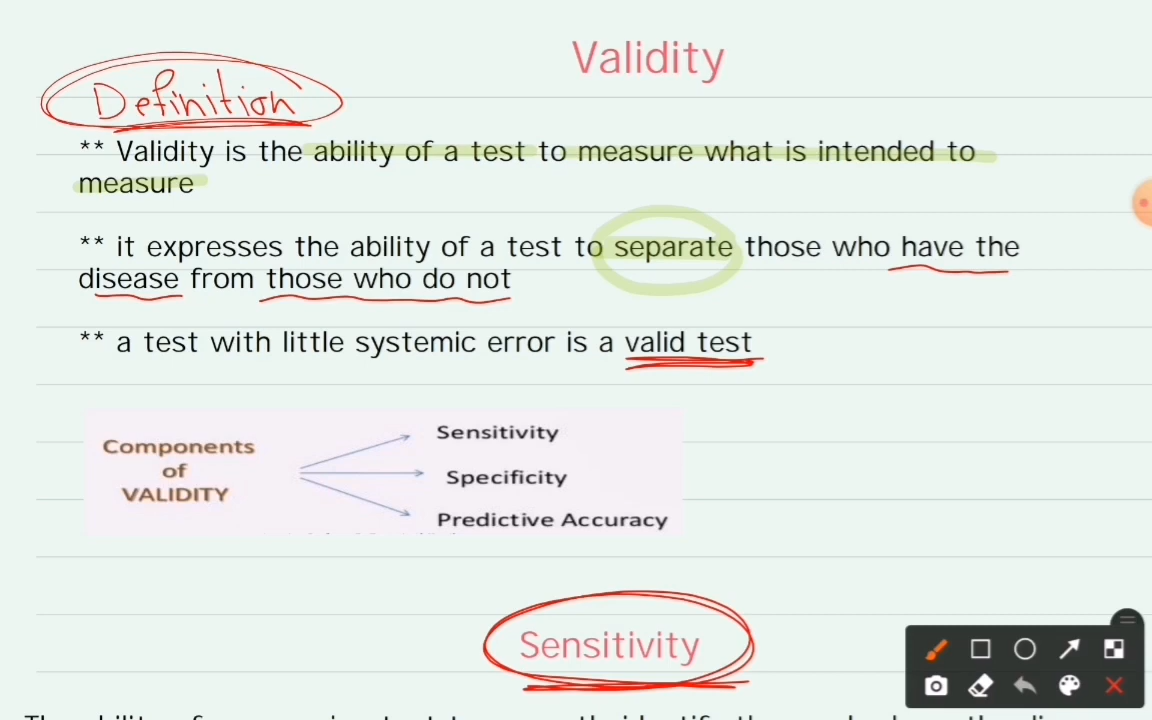 Validity
Definition
** Validity is the ability of a test to measure what is intended to
measure
** it expresses the ability of a test to separate those who have the
disease from those who do not
** a test with little systemic error is a valid test
Components
of
VALIDITY
Sensitivity
Specificity
Predictive Accuracy
Sensitivity